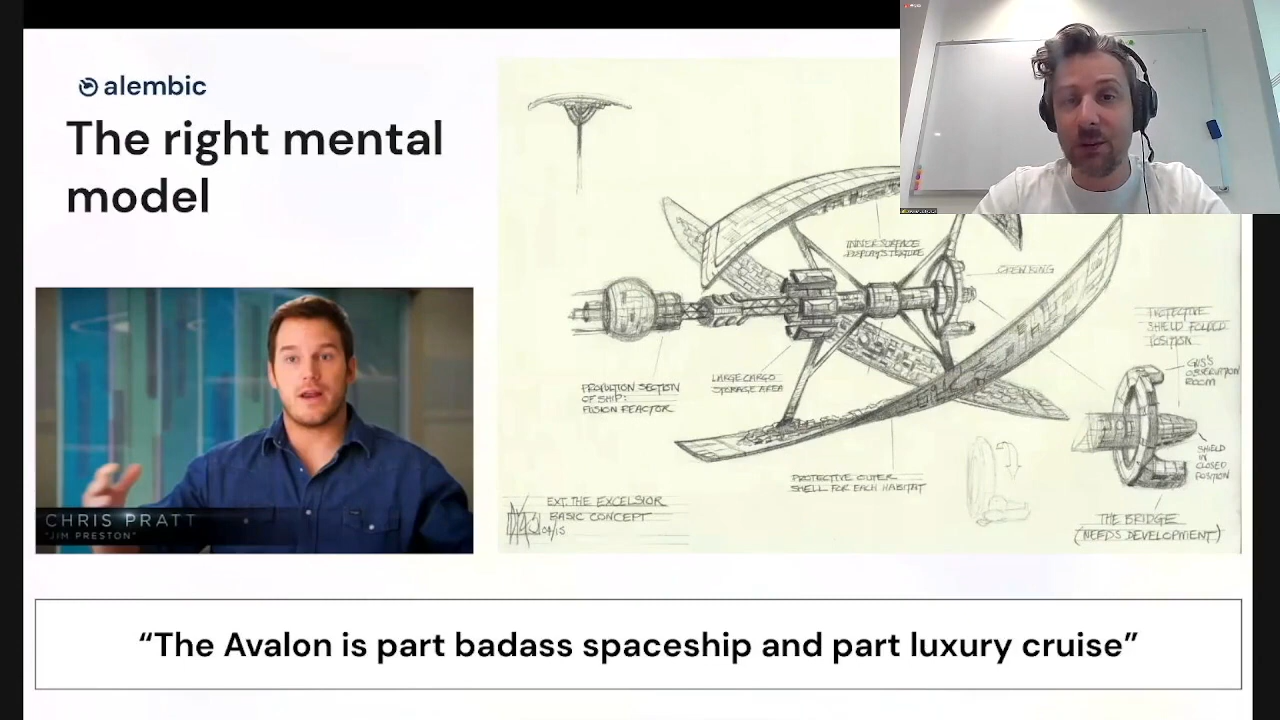 alembic
The right mental
model
INNER SURFACE
DISPLAYS TEXTURE
CREW RING
PROTECTIVE
SHIELD FOLDED
POSITION
GUS'S
OBSERVATION
ROOM
PROPULTION SECTION
OF SHIP:
FUSION REACTOR
LARGE CARGO
STORAGE AREA
SHIELD
IN
CLOSED
POSITION
PROTECTIVE OUTER
SHELL FOR EACH HABITAT
EXT. THE EXCELSIOR
BASIC CONCEPT
THE BRIDGE
(NEEDS DEVELOPMENT)
CHRIS PRATT
"JIM PRESTON"
“The Avalon is part badass spaceship and part luxury cruise”